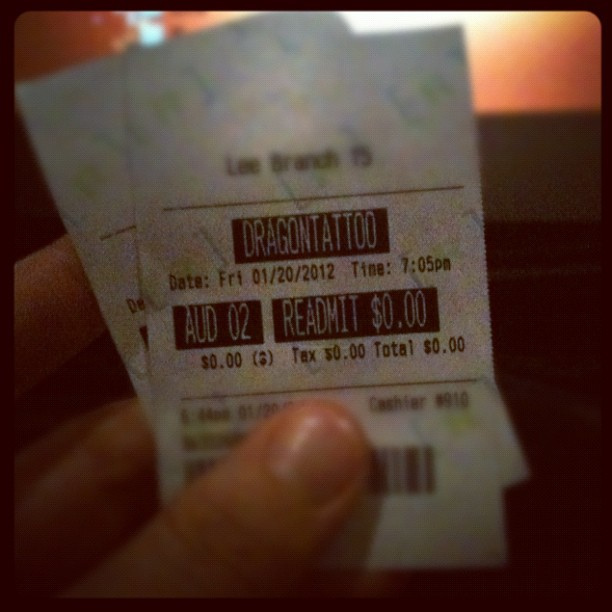 Lee Branch 15
DRAGONTATTOO
Date: Fri 01/20/2012 Time: 7:05pm
AUD 02 READMIT $0.00
$0.00 ($) Tax $0.00 Total $0.00
Cashier #910
De